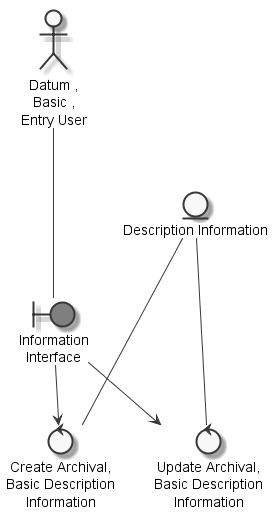 Datum ,
Basic ,
Entry User
Description Information
Information
Interface
Create Archival,
Basic Description
Information
Update Archival,
Basic Description
Information